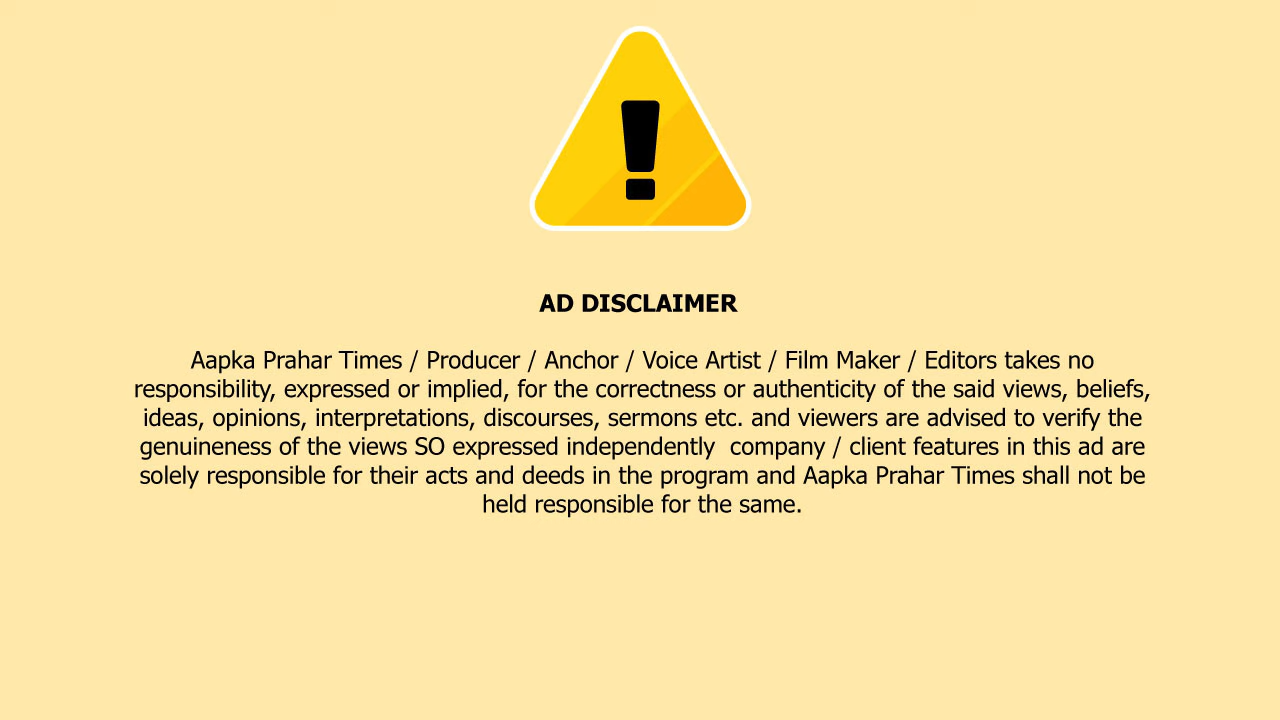 AD DISCLAIMER
Aapka Prahar Times / Producer / Anchor / Voice Artist / Film Maker / Editors takes no
responsibility, expressed or implied, for the correctness or authenticity of the said views, beliefs,
ideas, opinions, interpretations, discourses, sermons etc. and viewers are advised to verify the
genuineness of the views SO expressed independently  company / client features in this ad are
solely responsible for their acts and deeds in the program and Aapka Prahar Times shall not be
held responsible for the same.